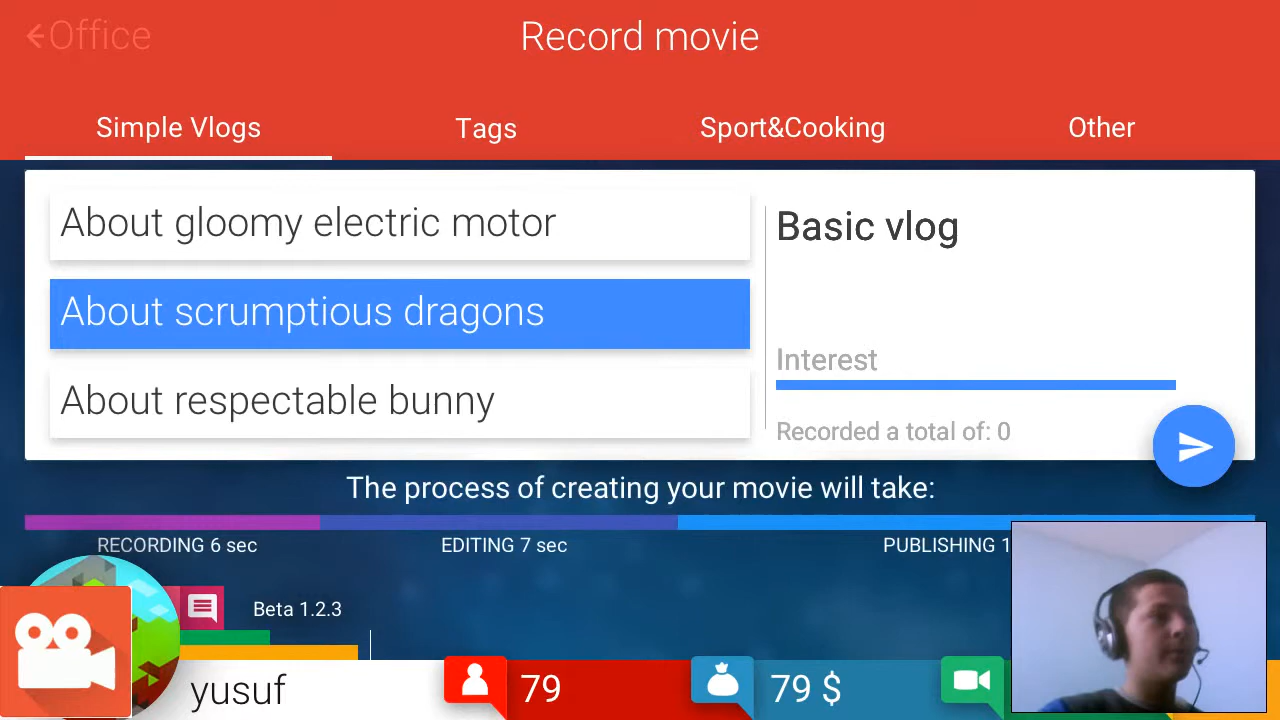 Office
Record movie
Simple Vlogs
Tags
Sport&Cooking
Other
About gloomy electric motor
About scrumptious dragons
About respectable bunny
Basic vlog
Interest
Recorded a total of: 0
The process of creating your movie will take:
RECORDING 6 sec
EDITING 7 sec
PUBLISHING 1
Beta 1.2.3
yusuf
79
79 $